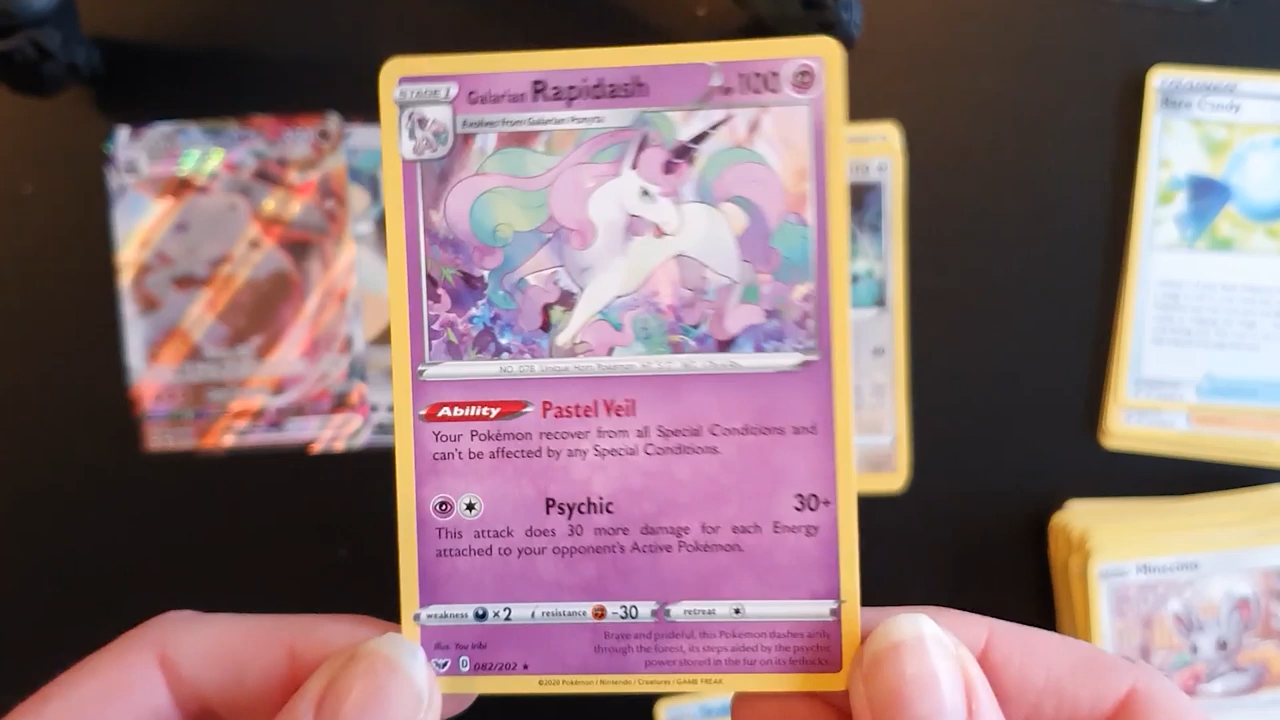 STAGE 1
Galarian Rapidash
100
Evolves from Galarian Ponyta
Ability Pastel Veil
Your Pokémon recover from all Special Conditions and
can't be affected by any Special Conditions.
Psychic 30+
This attack does 30 more damage for each Energy
attached to your opponent's Active Pokémon.
weakness ×2 resistance -30 retreat
Illus. You Iribi
D 082/202 ★
Brave and prideful, this Pokémon dashes airily
through the forest, its steps aided by the psychic
power stored in the fur on its fetlocks.
©2020 Pokémon / Nintendo / Creatures / GAME FREAK
Rare Candy
Minccino